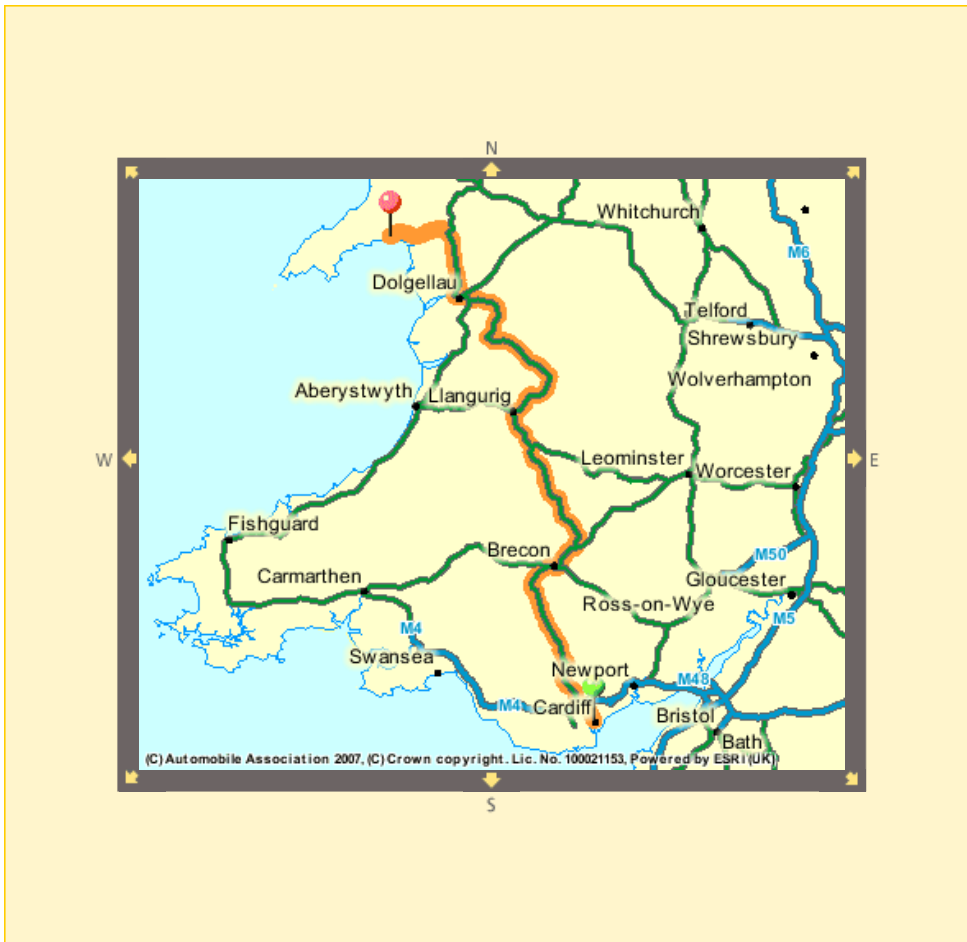 N
Whitchurch
M6
Dolgellau
Telford
Shrewsbury
Wolverhampton
Aberystwyth
Llangurig
W
E
Leominster
Worcester
Fishguard
Brecon
M50
Carmarthen
Gloucester
Ross-on-Wye
M5
M4
Swansea
Newport
M48
M4
Cardiff
Bristol
Bath
(C) Automobile Association 2007, (C) Crown copyright. Lic. No. 100021153, Powered by ESRI (UK)
S